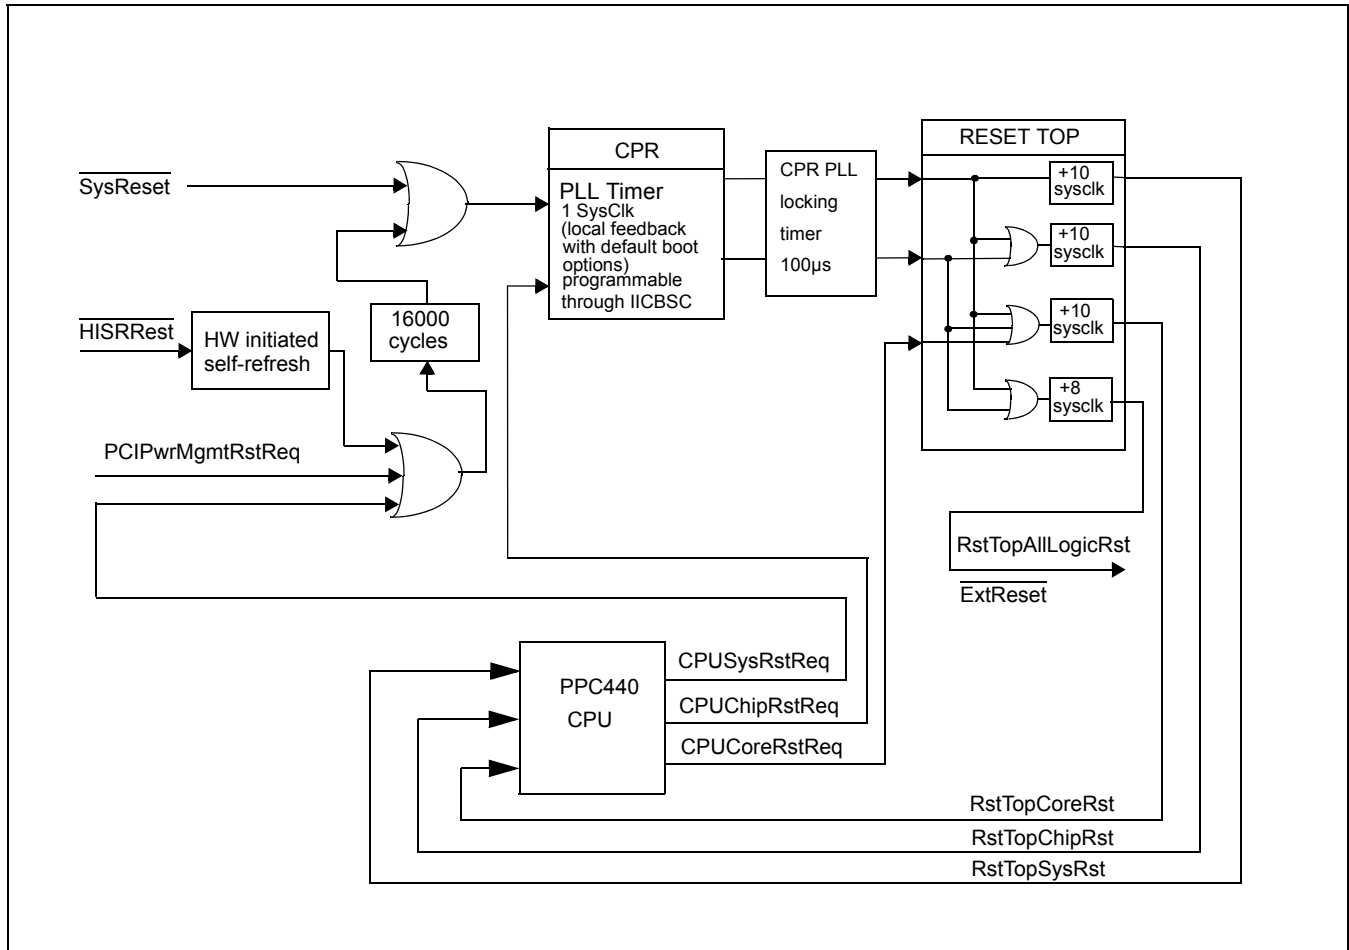 SysReset
HISRRest
HW initiated
self-refresh
PCIPwrMgmtRstReq
16000
cycles
CPR
PLL Timer
1 SysClk
(local feedback
with default boot
options)
programmable
through IICBSC
CPR PLL
locking
timer
100µs
RESET TOP
+10
sysclk
+10
sysclk
+10
sysclk
+8
sysclk
RstTopAllLogicRst
ExtReset
PPC440
CPU
CPUSysRstReq
CPUChipRstReq
CPUCoreRstReq
RstTopCoreRst
RstTopChipRst
RstTopSysRst